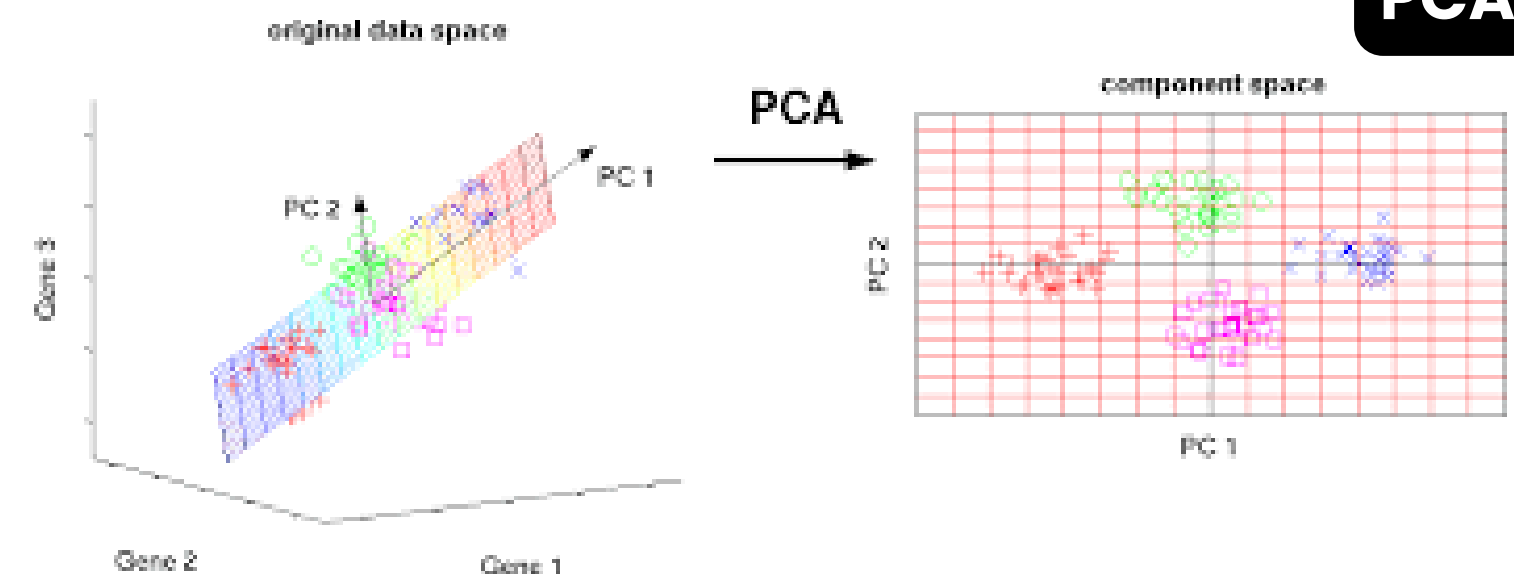 PCA
original data space
component space
PCA
PC 1
PC 2
Gene 3
PC 2
PC 1
Gene 2
Gene 1